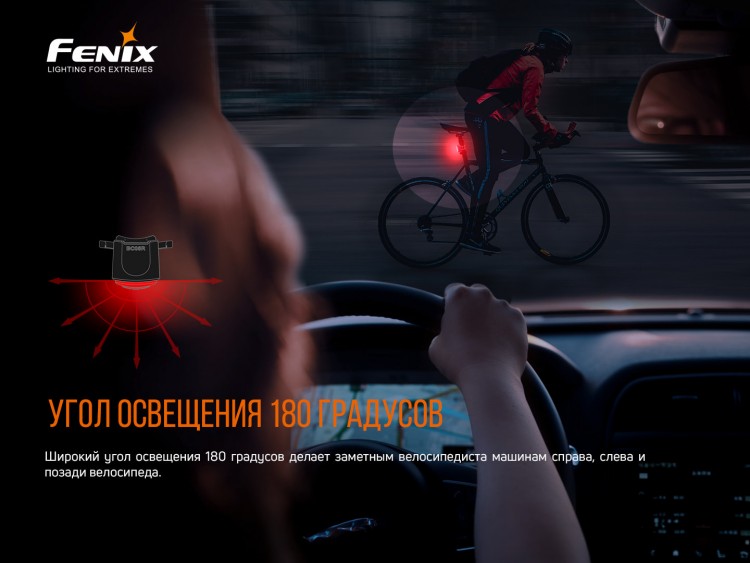 FENIX
LIGHTING FOR EXTREMES
BC05R
УГОЛ ОСВЕЩЕНИЯ 180 ГРАДУСОВ
Широкий угол освещения 180 градусов делает заметным велосипедиста машинам справа, слева и
позади велосипеда.